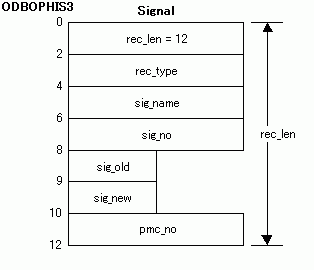 ODBOPHIS3
Signal
0
rec_len = 12
2
rec_type
4
sig_name
6
sig_no
8
sig_old
9
sig_new
10
pmc_no
12
rec_len